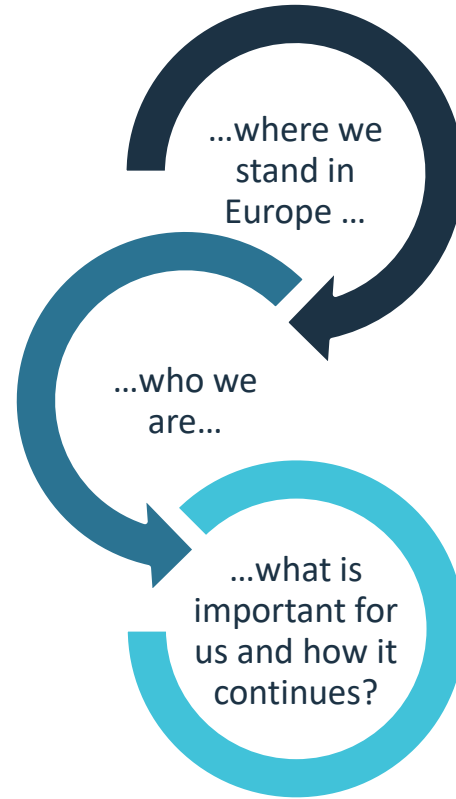 …where we
stand in
Europe …
…who we
are…
…what is
important for
us and how it
continues?